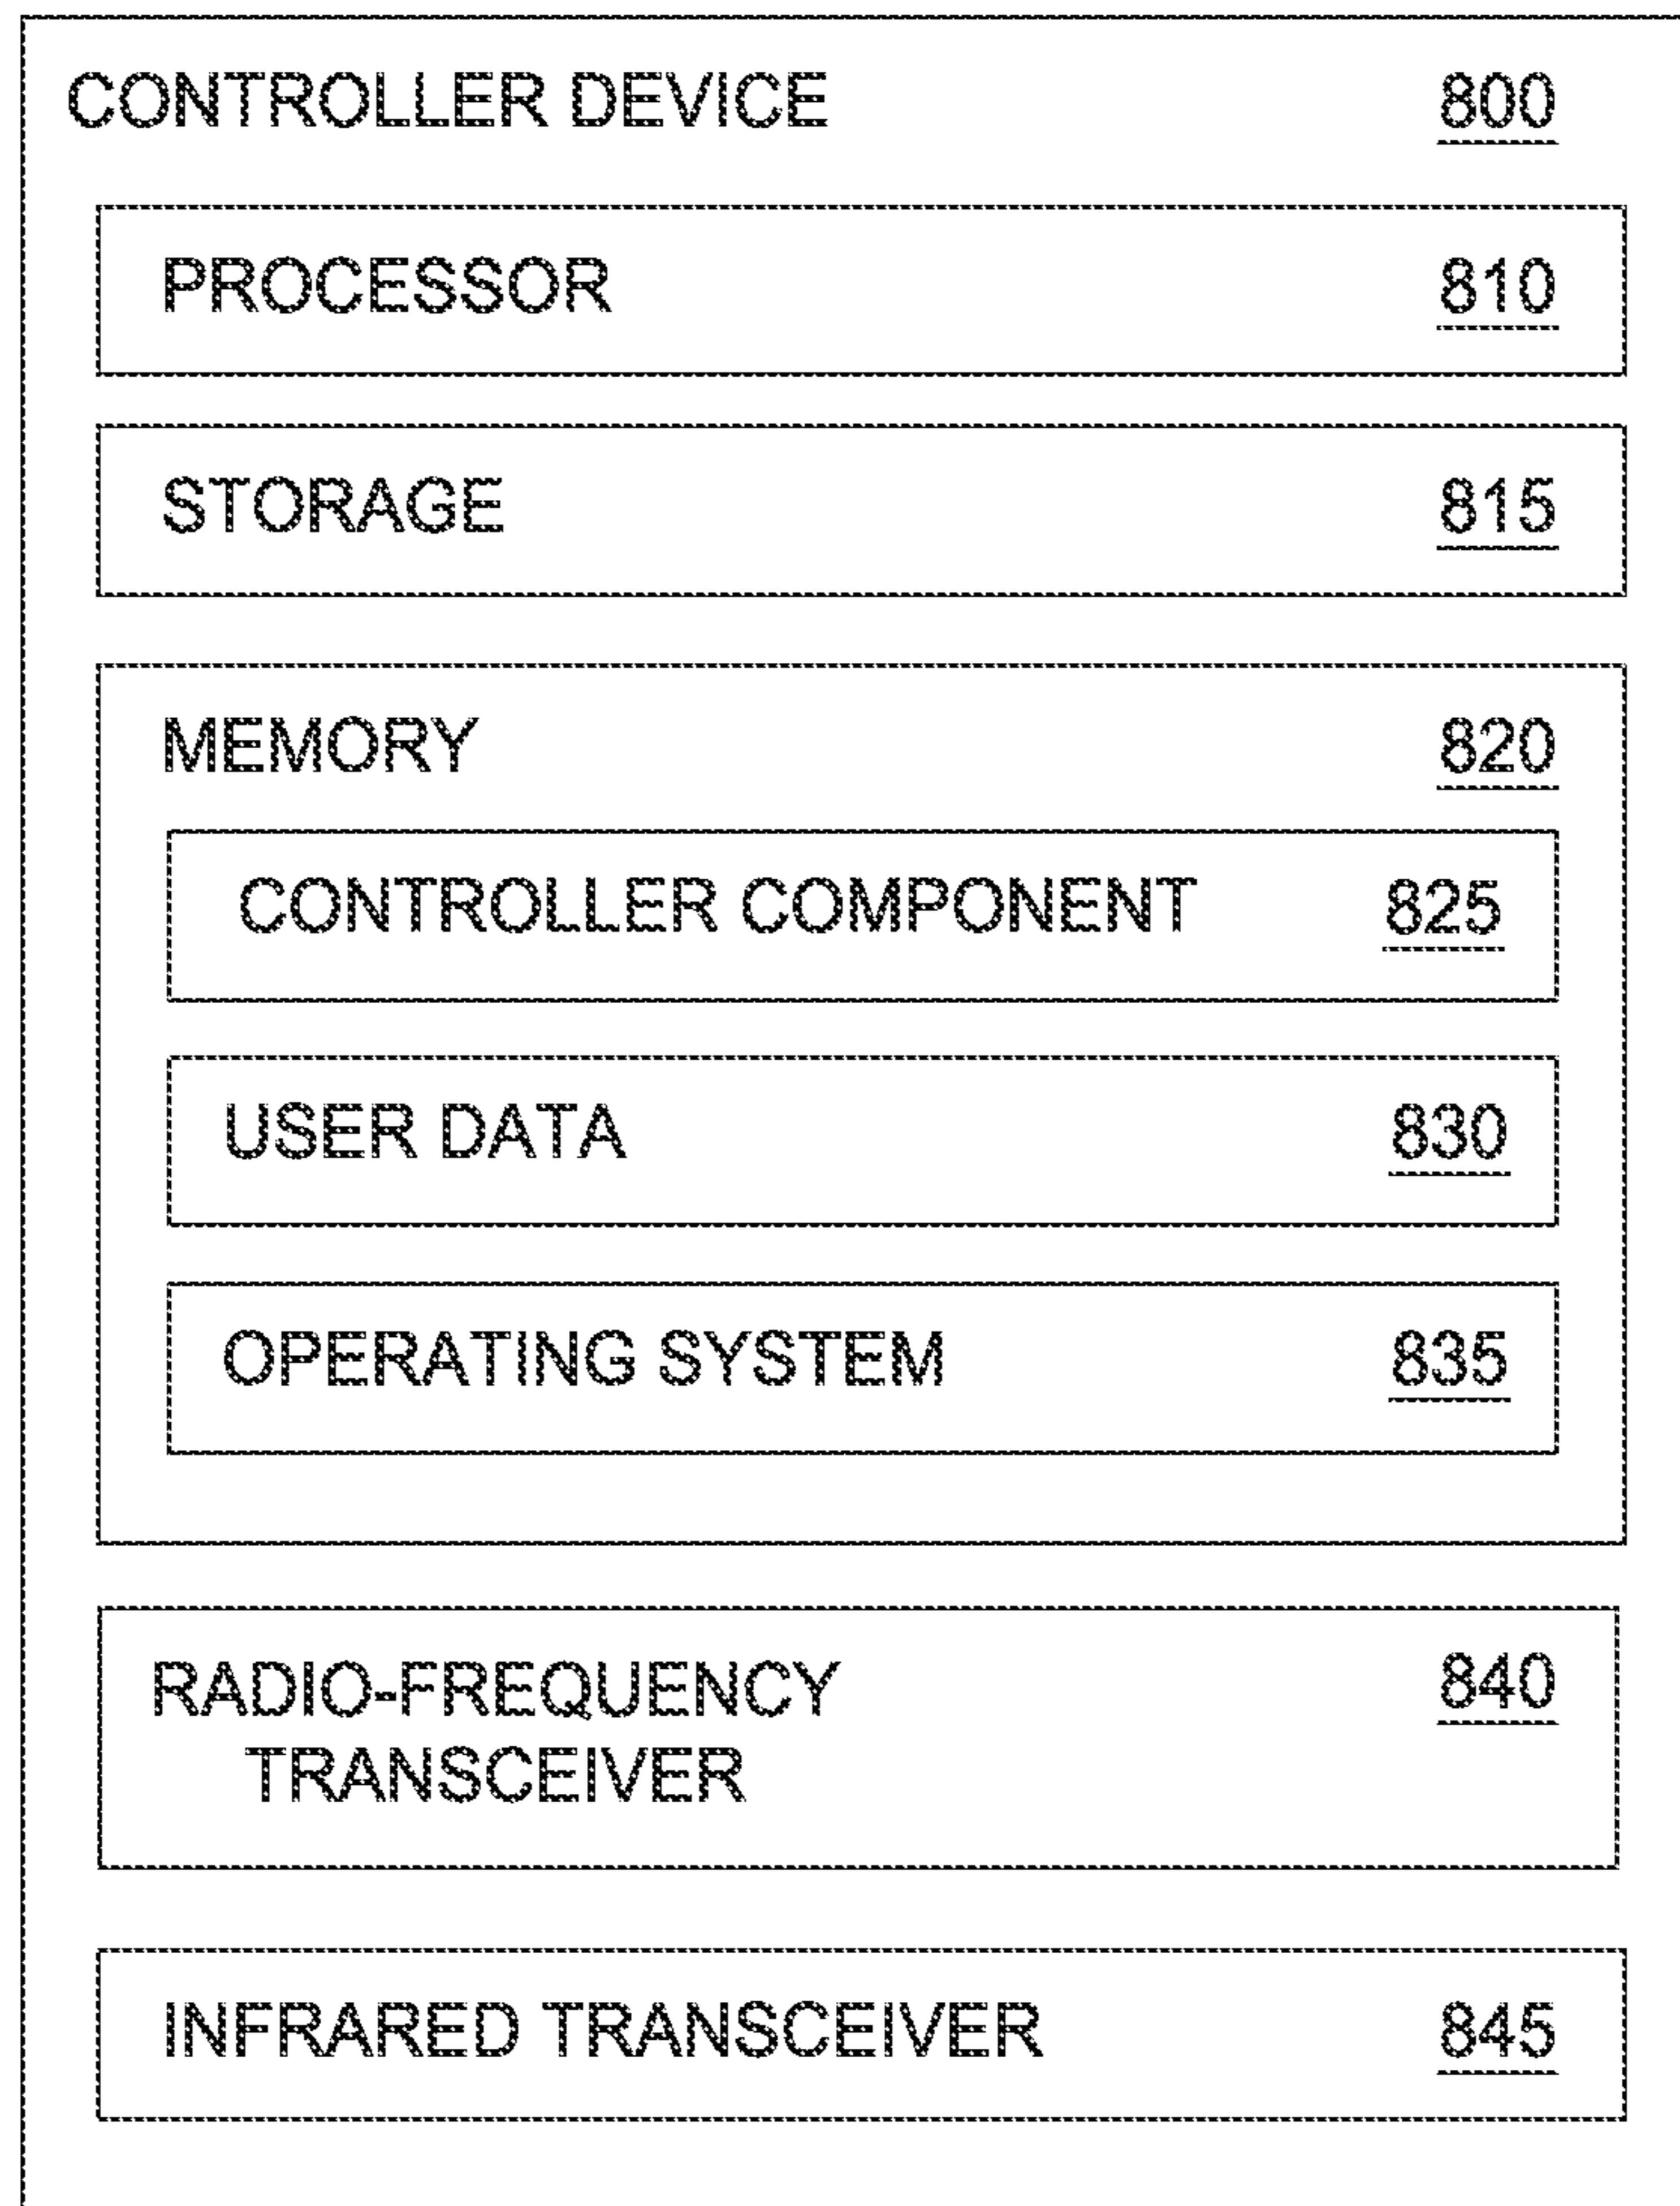 CONTROLLER DEVICE 800
PROCESSOR 810
STORAGE 815
MEMORY 820
CONTROLLER COMPONENT 825
USER DATA 830
OPERATING SYSTEM 835
RADIO-FREQUENCY 840
TRANSCEIVER
INFRARED TRANSCEIVER 845